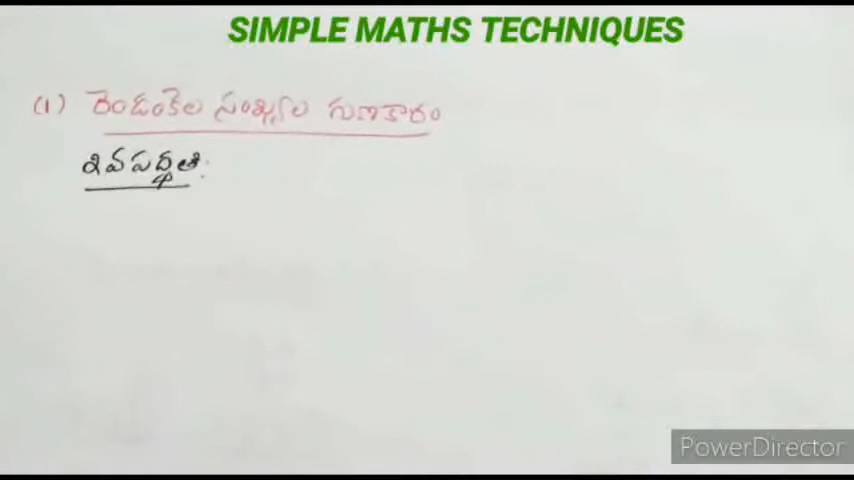 SIMPLE MATHS TECHNIQUES
(1) రెండంకెల సంఖ్యల గుణకారం
శివపద్ధతి:
PowerDirector